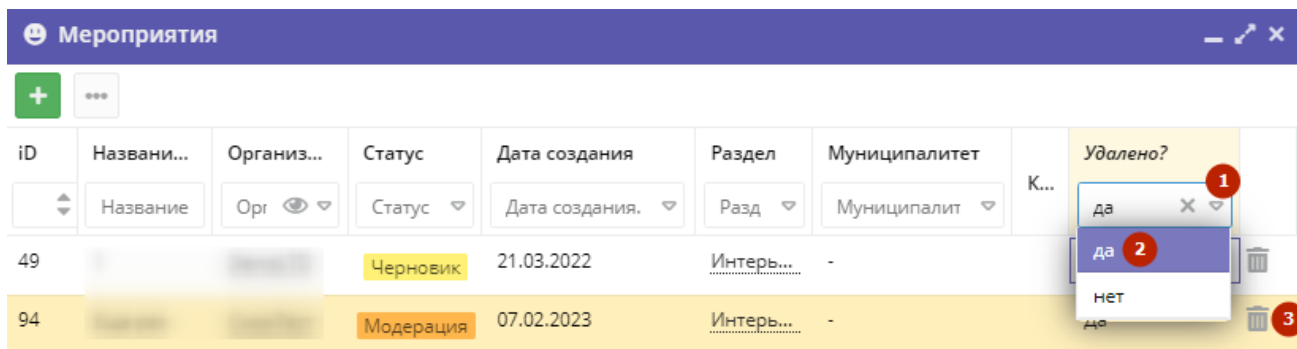 Мероприятия
iD Названи... Организ... Статус Дата создания Раздел Муниципалитет К... Удалено?
Название Орг Статус Дата создания. Разд Муниципалит да 1
49 Черновик 21.03.2022 Интерь... - да 2
нет
94 Модерация 07.02.2023 Интерь... - да 3